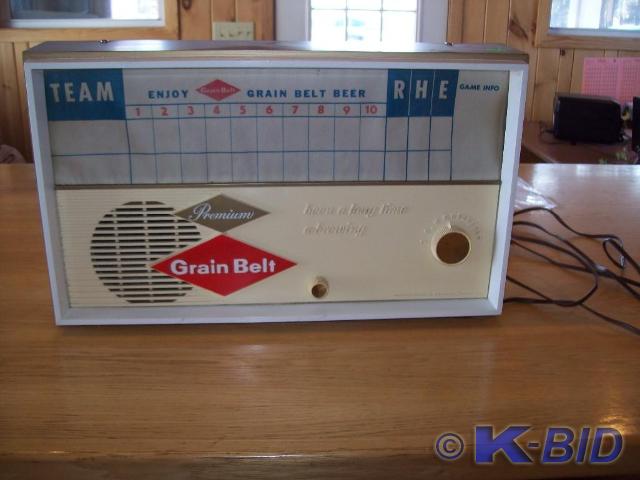 TEAM
ENJOY Grain Belt GRAIN BELT BEER
R H E
GAME INFO
1 2 3 4 5 6 7 8 9 10
Premium
Grain Belt
been a long time
a-brewing
© K-BID